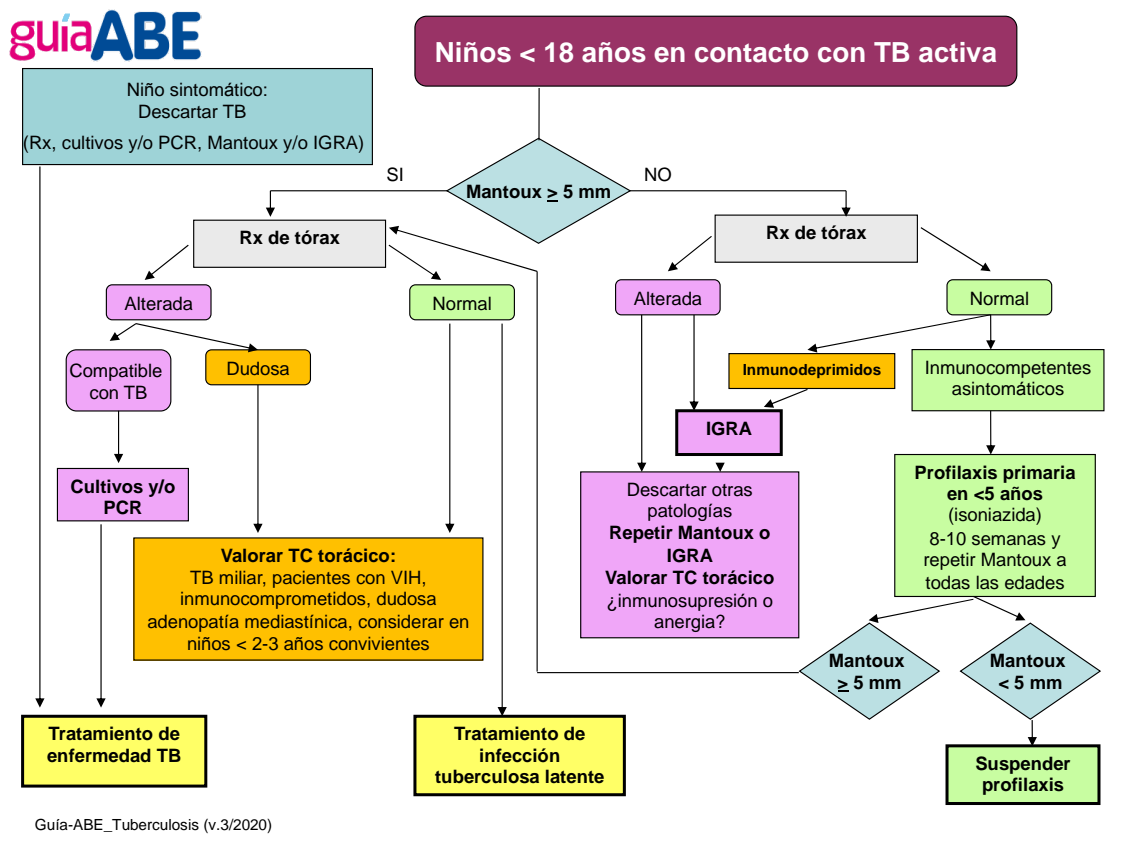 guíaABE
Niños < 18 años en contacto con TB activa
Niño sintomático:
Descartar TB
(Rx, cultivos y/o PCR, Mantoux y/o IGRA)
SI
Mantoux ≥ 5 mm
NO
Rx de tórax
Rx de tórax
Alterada
Normal
Alterada
Normal
Compatible
con TB
Dudosa
Inmunodeprimidos
Inmunocompetentes
asintomáticos
IGRA
Cultivos y/o
PCR
Descartar otras
patologías
Repetir Mantoux o
IGRA
Valorar TC torácico
¿inmunosupresión o
anergia?
Profilaxis primaria
en <5 años
(isoniazida)
8-10 semanas y
repetir Mantoux a
todas las edades
Valorar TC torácico:
TB miliar, pacientes con VIH,
inmunocomprometidos, dudosa
adenopatía mediastínica, considerar en
niños < 2-3 años convivientes
Mantoux
≥ 5 mm
Mantoux
< 5 mm
Tratamiento de
enfermedad TB
Tratamiento de
infección
tuberculosa latente
Suspender
profilaxis
Guía-ABE_Tuberculosis (v.3/2020)